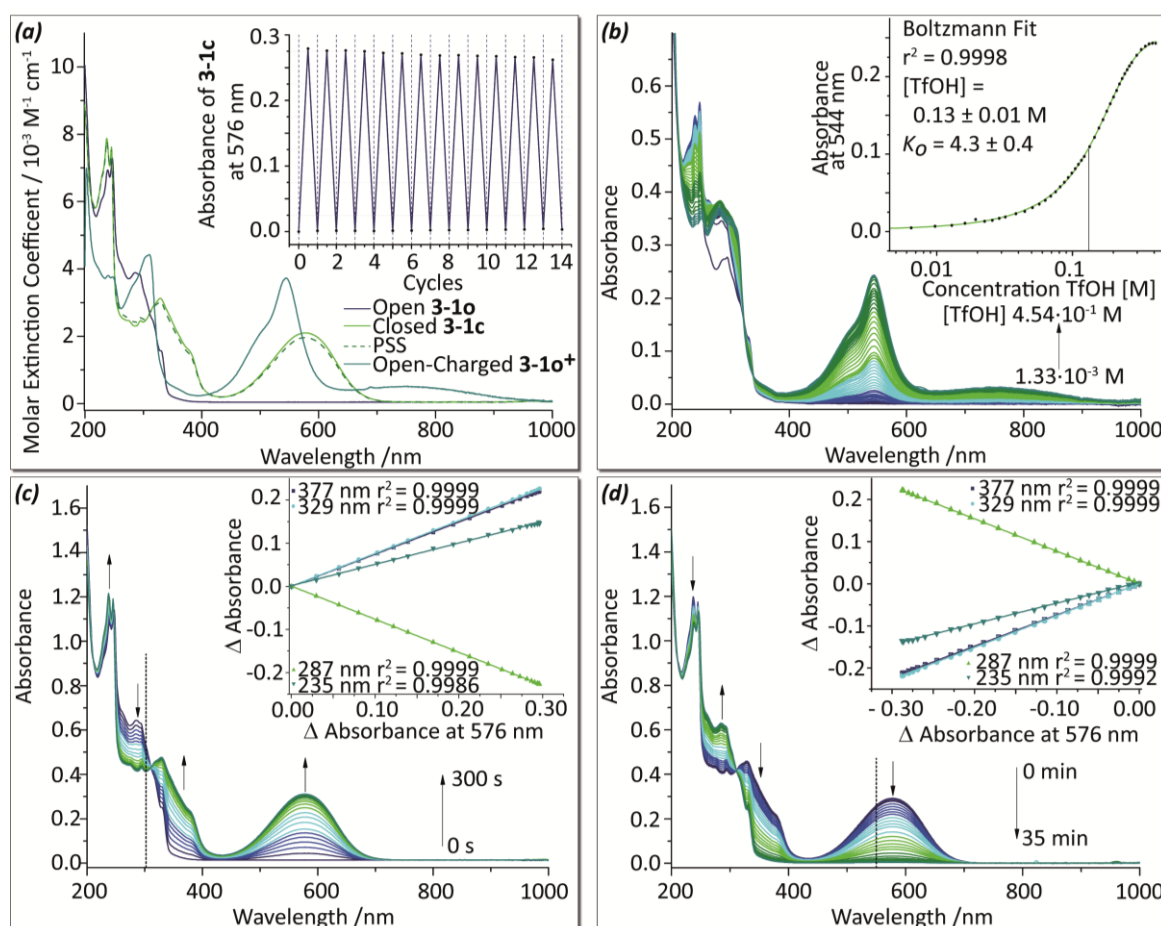 (a)
Molar Extinction Coefficent / 10⁻³ M⁻¹ cm⁻¹
10
8
6
4
2
0
200 400 600 800 1000
Wavelength /nm
Absorbance of 3-1c
at 576 nm
0.3
0.2
0.1
0.0
0 2 4 6 8 10 12 14
Cycles
Open 3-1o
Closed 3-1c
PSS
Open-Charged 3-1o⁺
(b)
Absorbance
0.6
0.5
0.4
0.3
0.2
0.1
0.0
200 400 600 800 1000
Wavelength /nm
Absorbance
at 544 nm
0.2
0.1
0.0
0.01 0.1
Concentration TfOH [M]
Boltzmann Fit
r² = 0.9998
[TfOH] =
0.13 ± 0.01 M
K_O = 4.3 ± 0.4
[TfOH] 4.54·10⁻¹ M
1.33·10⁻³ M
(c)
Absorbance
1.6
1.4
1.2
1.0
0.8
0.6
0.4
0.2
0.0
200 400 600 800 1000
Wavelength /nm
Δ Absorbance
0.2
0.1
0.0
-0.1
-0.2
0.00 0.10 0.20 0.30
Δ Absorbance at 576 nm
377 nm r² = 0.9999
329 nm r² = 0.9999
287 nm r² = 0.9999
235 nm r² = 0.9986
300 s
0 s
(d)
Absorbance
1.6
1.4
1.2
1.0
0.8
0.6
0.4
0.2
0.0
200 400 600 800 1000
Wavelength /nm
Δ Absorbance
0.2
0.1
0.0
-0.1
-0.2
- 0.30 -0.20 -0.10 0.00
Δ Absorbance at 576 nm
377 nm r² = 0.9999
329 nm r² = 0.9999
287 nm r² = 0.9999
235 nm r² = 0.9992
0 min
35 min